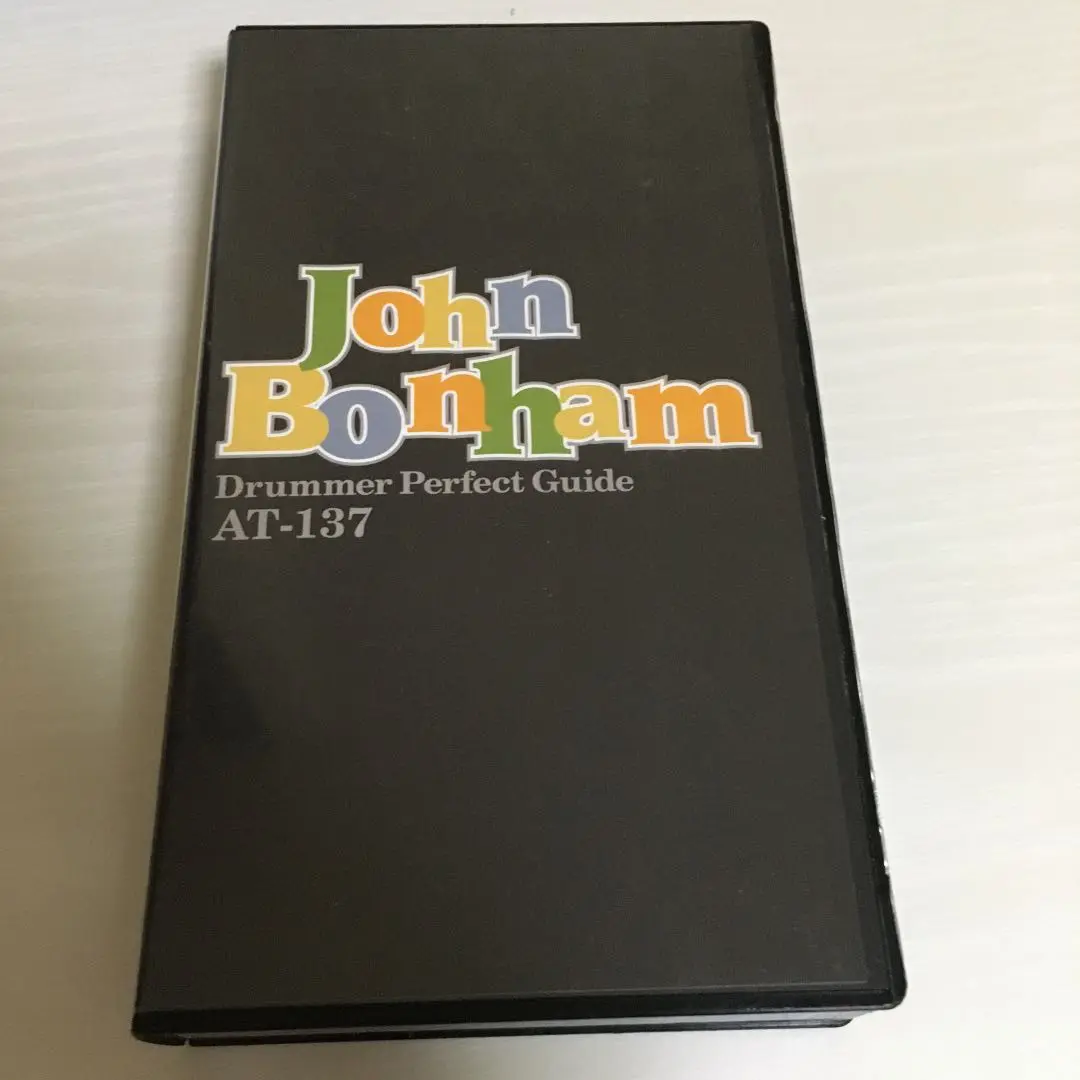 John
Bonham
Drummer Perfect Guide
AT-137